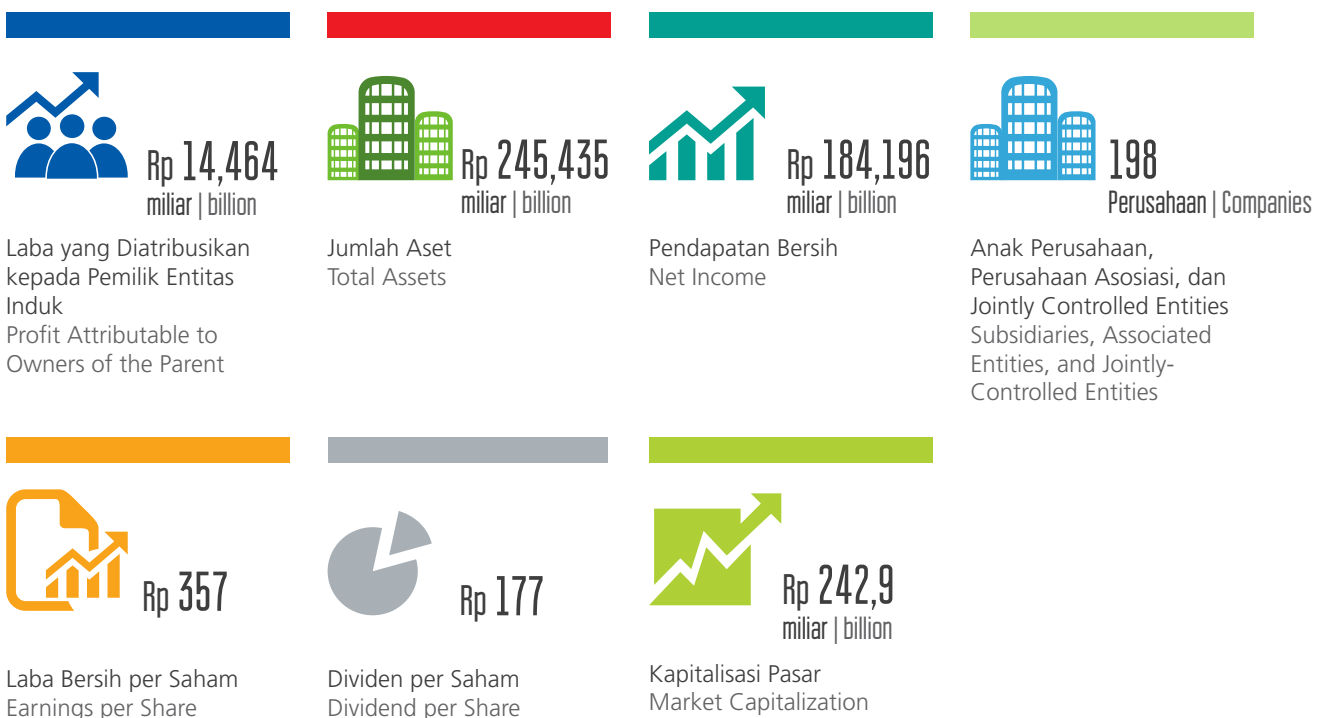 Rp 14,464
miliar | billion
Laba yang Diatribusikan
kepada Pemilik Entitas
Induk
Profit Attributable to
Owners of the Parent
Rp 245,435
miliar | billion
Jumlah Aset
Total Assets
Rp 184,196
miliar | billion
Pendapatan Bersih
Net Income
198
Perusahaan | Companies
Anak Perusahaan,
Perusahaan Asosiasi, dan
Jointly Controlled Entities
Subsidiaries, Associated
Entities, and Jointly-
Controlled Entities
Rp 357
Laba Bersih per Saham
Earnings per Share
Rp 177
Dividen per Saham
Dividend per Share
Rp 242,9
miliar | billion
Kapitalisasi Pasar
Market Capitalization